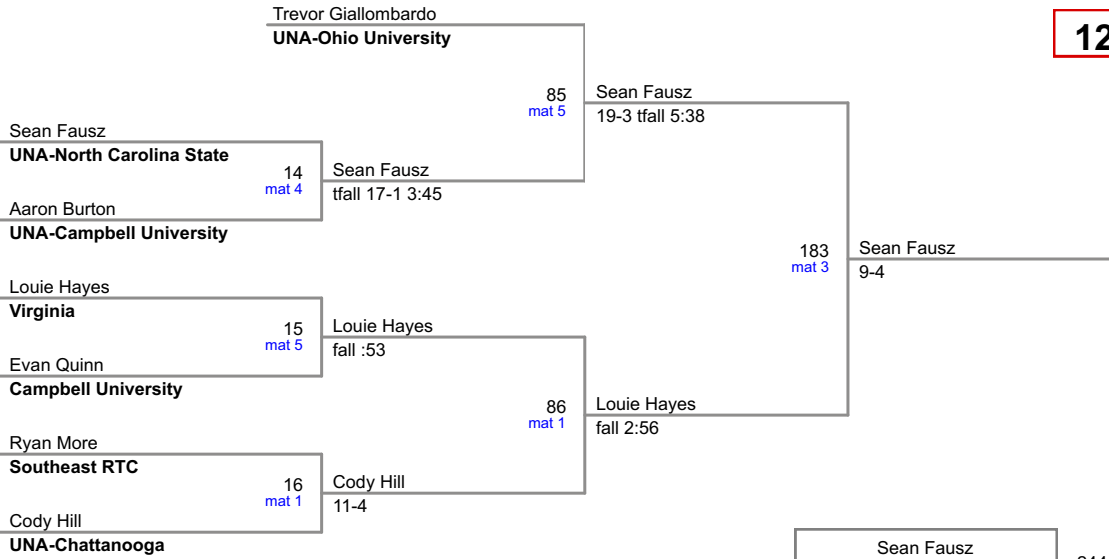 Trevor Giallombardo
UNA-Ohio University
12
85
mat 5
Sean Fausz
19-3 tfall 5:38
Sean Fausz
UNA-North Carolina State
14
mat 4
Sean Fausz
tfall 17-1 3:45
Aaron Burton
UNA-Campbell University
183
mat 3
Sean Fausz
9-4
Louie Hayes
Virginia
15
mat 5
Louie Hayes
fall :53
Evan Quinn
Campbell University
86
mat 1
Louie Hayes
fall 2:56
Ryan More
Southeast RTC
16
mat 1
Cody Hill
11-4
Cody Hill
UNA-Chattanooga
Sean Fausz